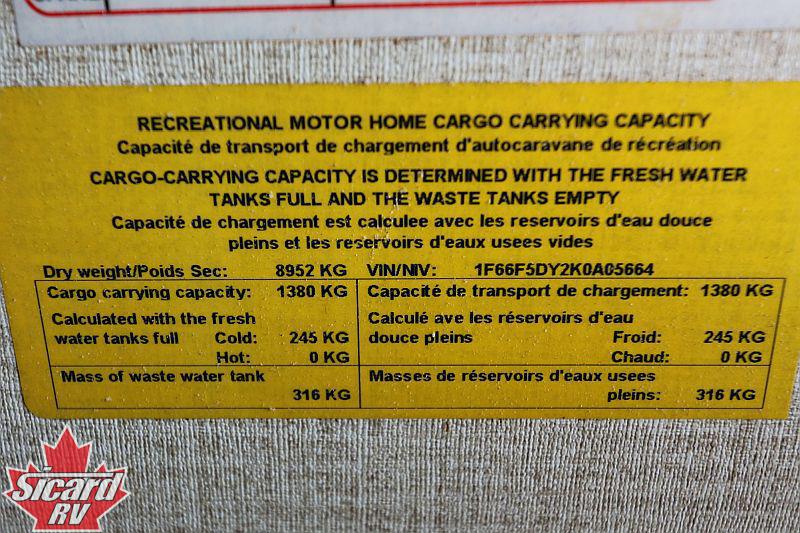 RECREATIONAL MOTOR HOME CARGO CARRYING CAPACITY
Capacité de transport de chargement d'autocaravane de récréation
CARGO-CARRYING CAPACITY IS DETERMINED WITH THE FRESH WATER
TANKS FULL AND THE WASTE TANKS EMPTY
Capacité de chargement est calculee avec les reservoirs d'eau douce
pleins et les reservoirs d'eaux usees vides
Dry weight/Poids Sec: 8952 KG VIN/NIV: 1F66F5DY2K0A05664
Cargo carrying capacity: 1380 KG Capacité de transport de chargement: 1380 KG
Calculated with the fresh Calculé ave les réservoirs d'eau
water tanks full Cold: 245 KG douce pleins Froid: 245 KG
Hot: 0 KG Chaud: 0 KG
Mass of waste water tank Masses de réservoirs d'eaux usees
316 KG pleins: 316 KG
Sicard
RV